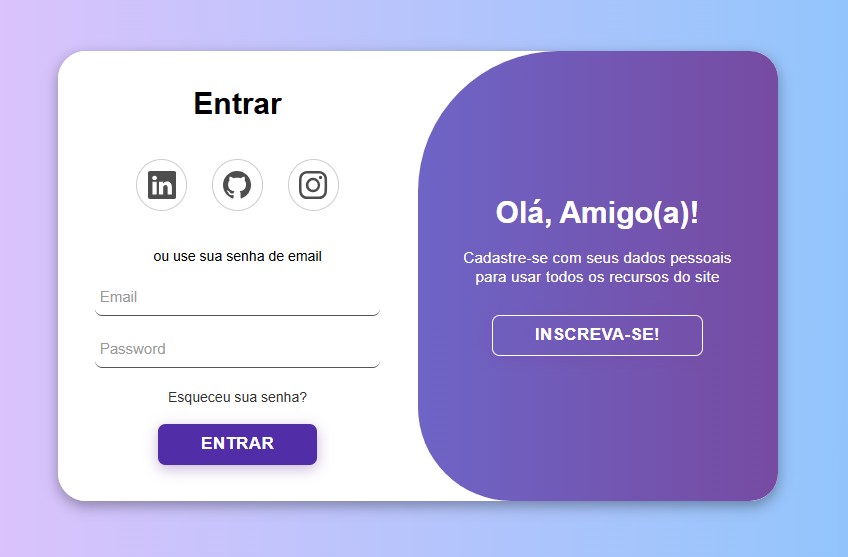 Entrar
in
ou use sua senha de email
Email
Password
Esqueceu sua senha?
ENTRAR
Olá, Amigo(a)!
Cadastre-se com seus dados pessoais
para usar todos os recursos do site
INSCREVA-SE!